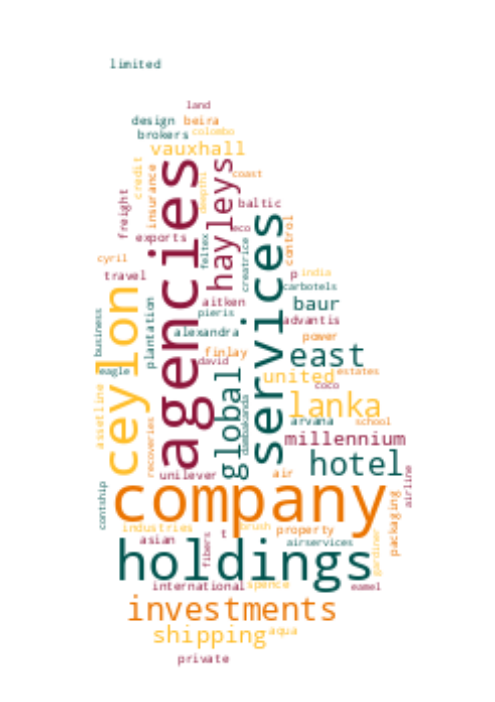 limited
land
design
beira
brokers
colombo
vauxhall
credit
insurance
agencies
hayleys
coast
deepthi
freight
baltic
services
control
eco
exports
feltex
creatrice
cyril
travel
p
india
carbotels
ceylon
plantation
aitken
baur
pieris
advantis
business
alexandra
power
finlay
east
david
eagle
global
united
estates
coco
assetline
dambakanda
lanka
recoveries
arvana
school
millennium
unilever
air
hotel
airline
contship
company
packaging
industries
brush
property
t
asian
fibers
airservices
gardiner
holdings
international
spence
eamel
investments
shipping
aqua
private